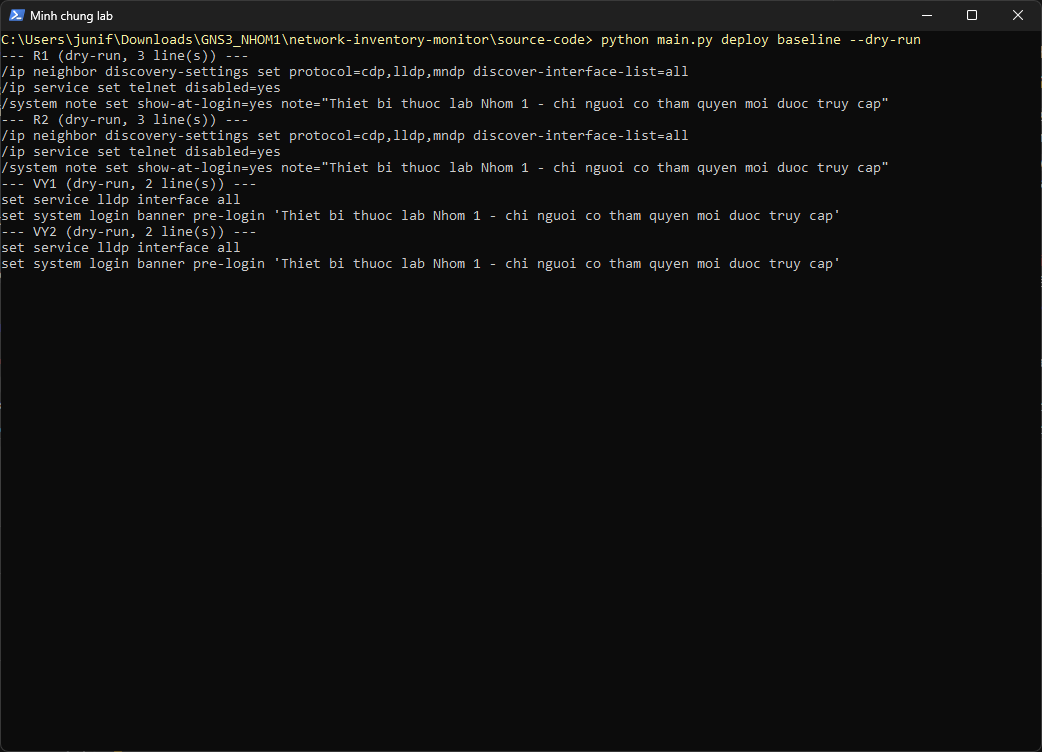 Minh chung lab
C:\Users\junif\Downloads\GNS3_NHOM1\network-inventory-monitor\source-code> python main.py deploy baseline --dry-run
--- R1 (dry-run, 3 line(s)) ---
/ip neighbor discovery-settings set protocol=cdp,lldp,mndp discover-interface-list=all
/ip service set telnet disabled=yes
/system note set show-at-login=yes note="Thiet bi thuoc lab Nhom 1 - chi nguoi co tham quyen moi duoc truy cap"
--- R2 (dry-run, 3 line(s)) ---
/ip neighbor discovery-settings set protocol=cdp,lldp,mndp discover-interface-list=all
/ip service set telnet disabled=yes
/system note set show-at-login=yes note="Thiet bi thuoc lab Nhom 1 - chi nguoi co tham quyen moi duoc truy cap"
--- VY1 (dry-run, 2 line(s)) ---
set service lldp interface all
set system login banner pre-login 'Thiet bi thuoc lab Nhom 1 - chi nguoi co tham quyen moi duoc truy cap'
--- VY2 (dry-run, 2 line(s)) ---
set service lldp interface all
set system login banner pre-login 'Thiet bi thuoc lab Nhom 1 - chi nguoi co tham quyen moi duoc truy cap'